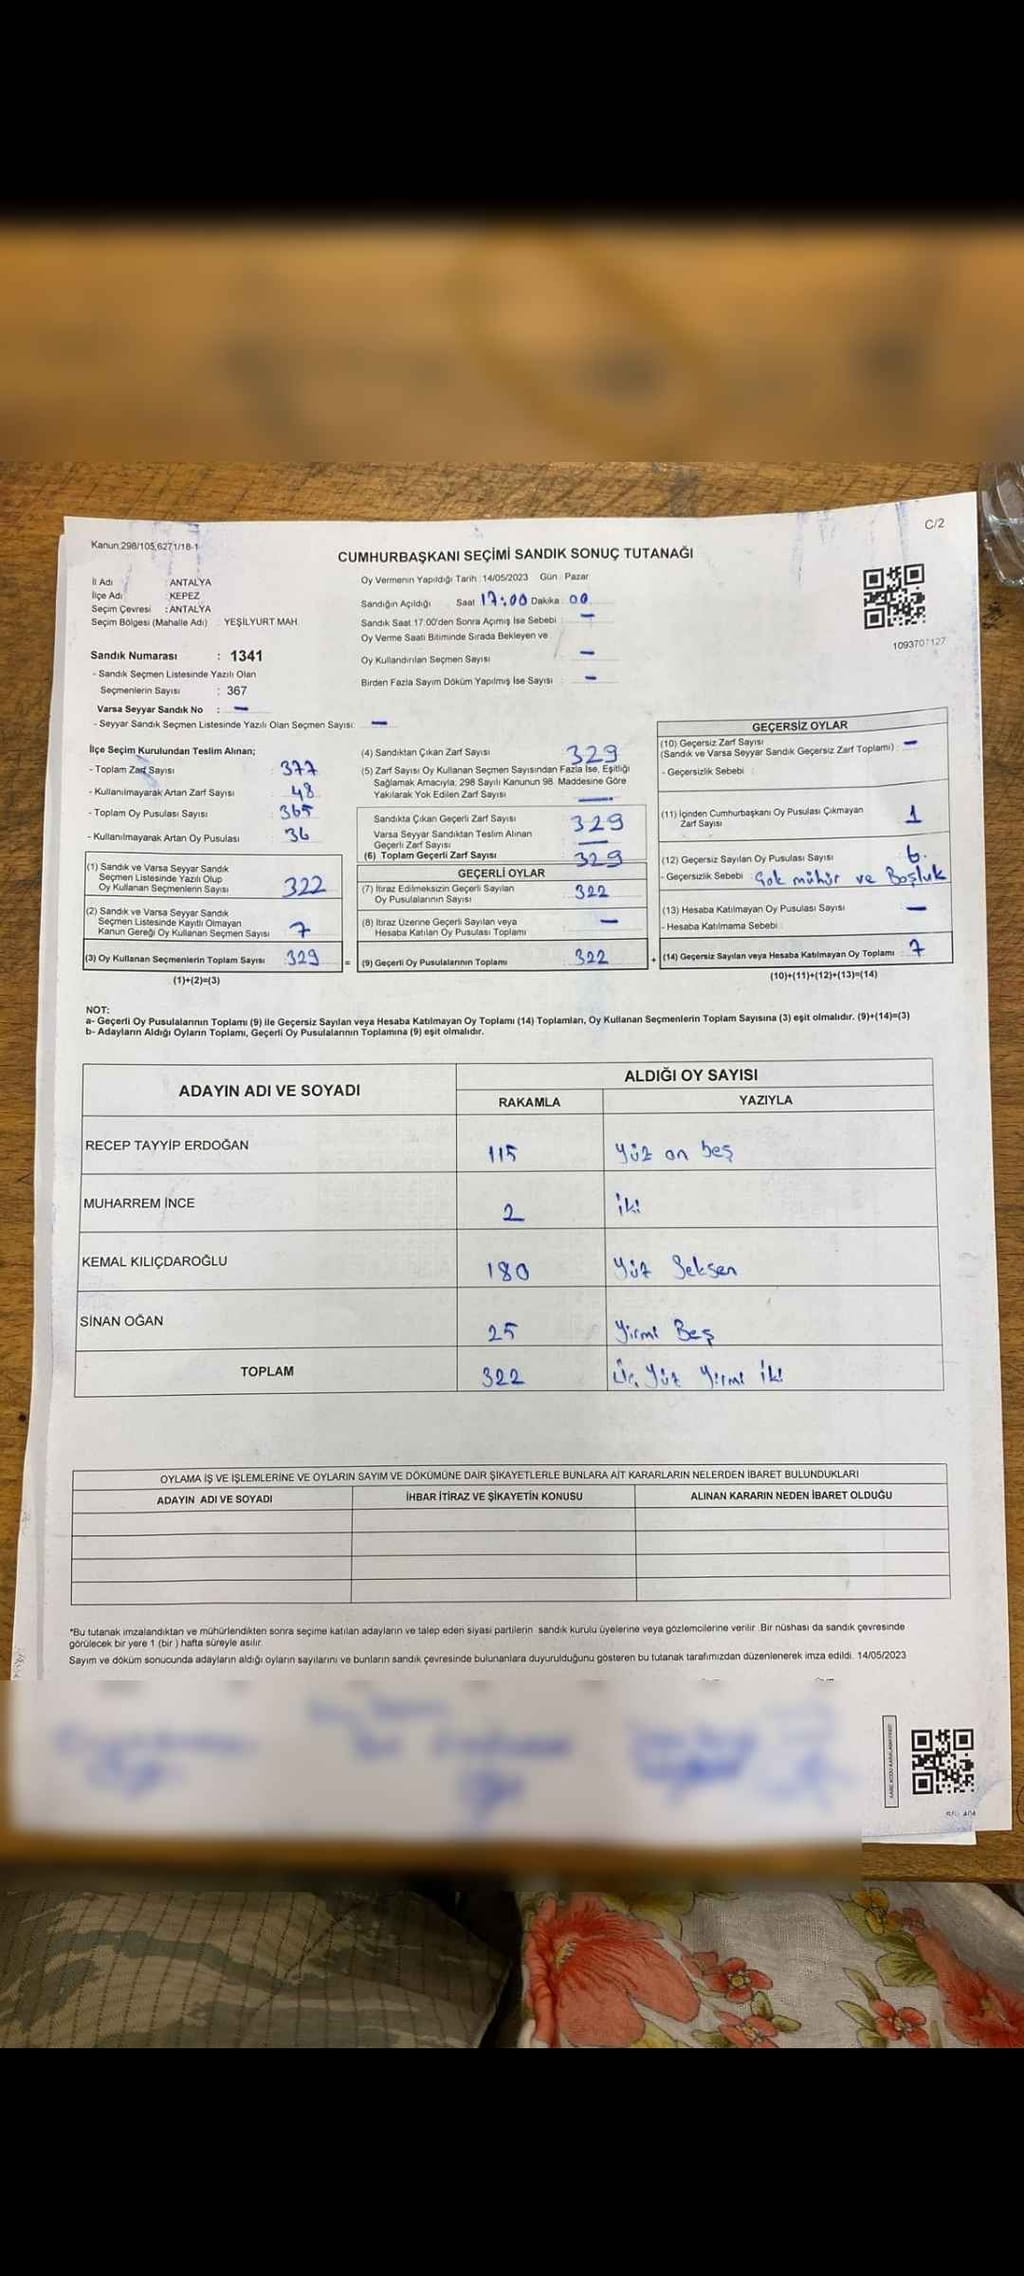 C/2
Kanun:298/105,6271/18-1
CUMHURBAŞKANI SEÇİMİ SANDIK SONUÇ TUTANAĞI
İl Adı : ANTALYA
İlçe Adı : KEPEZ
Seçim Çevresi : ANTALYA
Seçim Bölgesi (Mahalle Adı) : YEŞİLYURT MAH.
Sandık Numarası : 1341
- Sandık Seçmen Listesinde Yazılı Olan
Seçmenlerin Sayısı : 367
Varsa Seyyar Sandık No : -
- Seyyar Sandık Seçmen Listesinde Yazılı Olan Seçmen Sayısı: -
Oy Vermenin Yapıldığı Tarih :14/05/2023 Gün : Pazar
Sandığın Açıldığı Saat 17:00 Dakika : 00
Sandık Saat 17.00'den Sonra Açımış İse Sebebi : -
Oy Verme Saati Bitiminde Sırada Bekleyen ve
Oy Kullandırılan Seçmen Sayısı -
Birden Fazla Sayım Döküm Yapılmış İse Sayısı : -
1093707127
İlçe Seçim Kurulundan Teslim Alınan;
- Toplam Zarf Sayısı : 377
- Kullanılmayarak Artan Zarf Sayısı : 48
- Toplam Oy Pusulası Sayısı : 365
- Kullanılmayarak Artan Oy Pusulası : 36
(1) Sandık ve Varsa Seyyar Sandık
Seçmen Listesinde Yazılı Olup
Oy Kullanan Seçmenlerin Sayısı 322
(2) Sandık ve Varsa Seyyar Sandık
Seçmen Listesinde Kayıtlı Olmayan
Kanun Gereği Oy Kullanan Seçmen Sayısı : 7
(3) Oy Kullanan Seçmenlerin Toplam Sayısı : 329 =
(1)+(2)=(3)
(4) Sandıktan Çıkan Zarf Sayısı : 329
(5) Zarf Sayısı Oy Kullanan Seçmen Sayısından Fazla İse, Eşitliği
Sağlamak Amacıyla; 298 Sayılı Kanunun 98. Maddesine Göre
Yakılarak Yok Edilen Zarf Sayısı -
Sandıkta Çıkan Geçerli Zarf Sayısı : 329
Varsa Seyyar Sandıktan Teslim Alınan
Geçerli Zarf Sayısı -
(6) Toplam Geçerli Zarf Sayısı : 329
GEÇERLİ OYLAR
(7) İtiraz Edilmeksizin Geçerli Sayılan
Oy Pusulalarının Sayısı : 322
(8) İtiraz Üzerine Geçerli Sayılan veya
Hesaba Katılan Oy Pusulası Toplamı : -
(9) Geçerli Oy Pusulalarının Toplamı : 322 +
GEÇERSİZ OYLAR
(10) Geçersiz Zarf Sayısı
(Sandık ve Varsa Seyyar Sandık Geçersiz Zarf Toplamı) : -
- Geçersizlik Sebebi :
(11) İçinden Cumhurbaşkanı Oy Pusulası Çıkmayan
Zarf Sayısı : 1
(12) Geçersiz Sayılan Oy Pusulası Sayısı : 6
- Geçersizlik Sebebi : Çok mühür ve Boşluk
(13) Hesaba Katılmayan Oy Pusulası Sayısı : -
- Hesaba Katılmama Sebebi :
(14) Geçersiz Sayılan veya Hesaba Katılmayan Oy Toplamı : 7
(10)+(11)+(12)+(13)=(14)
NOT:
a- Geçerli Oy Pusulalarının Toplamı (9) ile Geçersiz Sayılan veya Hesaba Katılmayan Oy Toplamı (14) Toplamları, Oy Kullanan Seçmenlerin Toplam Sayısına (3) eşit olmalıdır. (9)+(14)=(3)
b- Adayların Aldığı Oyların Toplamı, Geçerli Oy Pusulalarının Toplamına (9) eşit olmalıdır.
ADAYIN ADI VE SOYADI
ALDIĞI OY SAYISI
RAKAMLA YAZIYLA
RECEP TAYYİP ERDOĞAN 115 Yüz on beş
MUHARREM İNCE 2 iki
KEMAL KILIÇDAROĞLU 180 Yüz Seksen
SİNAN OĞAN 25 Yirmi Beş
TOPLAM 322 Üç Yüz Yirmi iki
OYLAMA İŞ VE İŞLEMLERİNE VE OYLARIN SAYIM VE DÖKÜMÜNE DAİR ŞİKAYETLERLE BUNLARA AİT KARARLARIN NELERDEN İBARET BULUNDUKLARI
ADAYIN ADI VE SOYADI İHBAR İTİRAZ VE ŞİKAYETİN KONUSU ALINAN KARARIN NEDEN İBARET OLDUĞU
*Bu tutanak imzalandıktan ve mühürlendikten sonra seçime katılan adayların ve talep eden siyasi partilerin sandık kurulu üyelerine veya gözlemcilerine verilir. Bir nüshası da sandık çevresinde
görülecek bir yere 1 (bir ) hafta süreyle asılır.
Sayım ve döküm sonucunda adayların aldığı oyların sayılarını ve bunların sandık çevresinde bulunanlara duyurulduğunu gösteren bu tutanak tarafımızdan düzenlenerek imza edildi. 14/05/2023